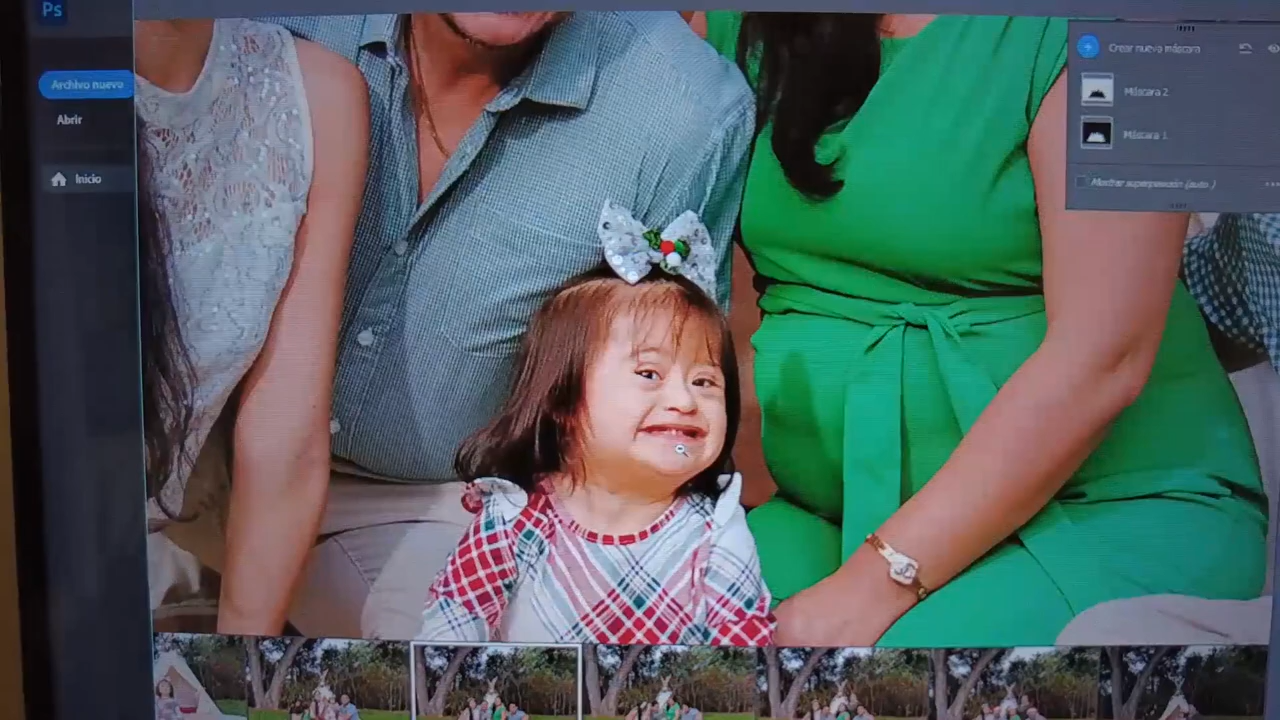 Ps
Archivo nuevo
Abrir
Inicio
Crear nueva máscara
Máscara 2
Máscara 1
Mostrar superposición (auto.)